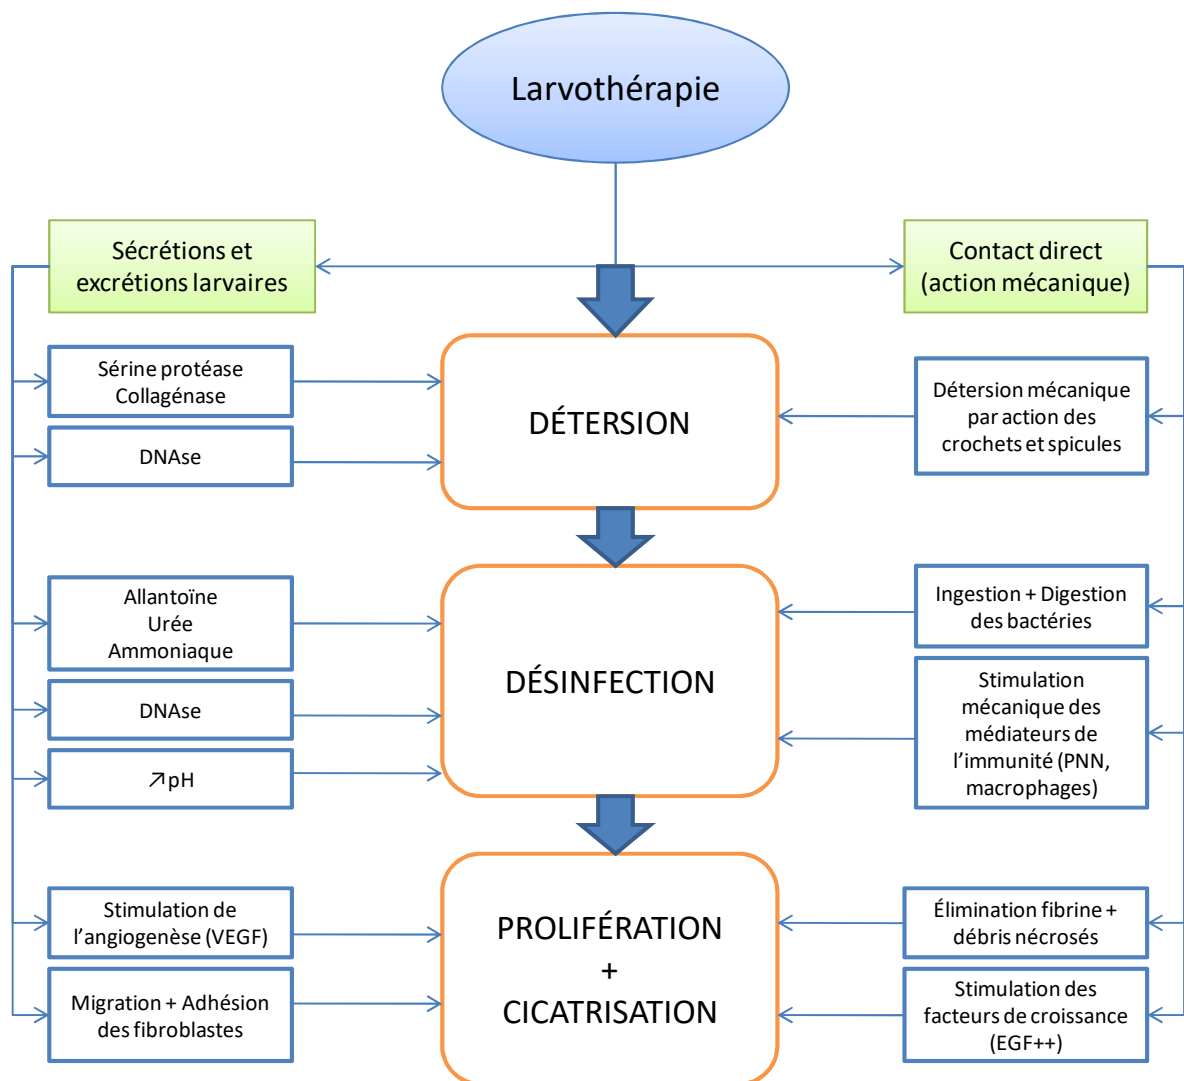 Larvothérapie
Sécrétions et
excrétions larvaires
Contact direct
(action mécanique)
Sérine protéase
Collagénase
DNAse
DÉTERSION
Détersion mécanique
par action des
crochets et spicules
Allantoïne
Urée
Ammoniaque
DNAse
↗pH
DÉSINFECTION
Ingestion + Digestion
des bactéries
Stimulation
mécanique des
médiateurs de
l’immunité (PNN,
macrophages)
Stimulation de
l’angiogenèse (VEGF)
Migration + Adhésion
des fibroblastes
PROLIFÉRATION
+
CICATRISATION
Élimination fibrine +
débris nécrosés
Stimulation des
facteurs de croissance
(EGF++)